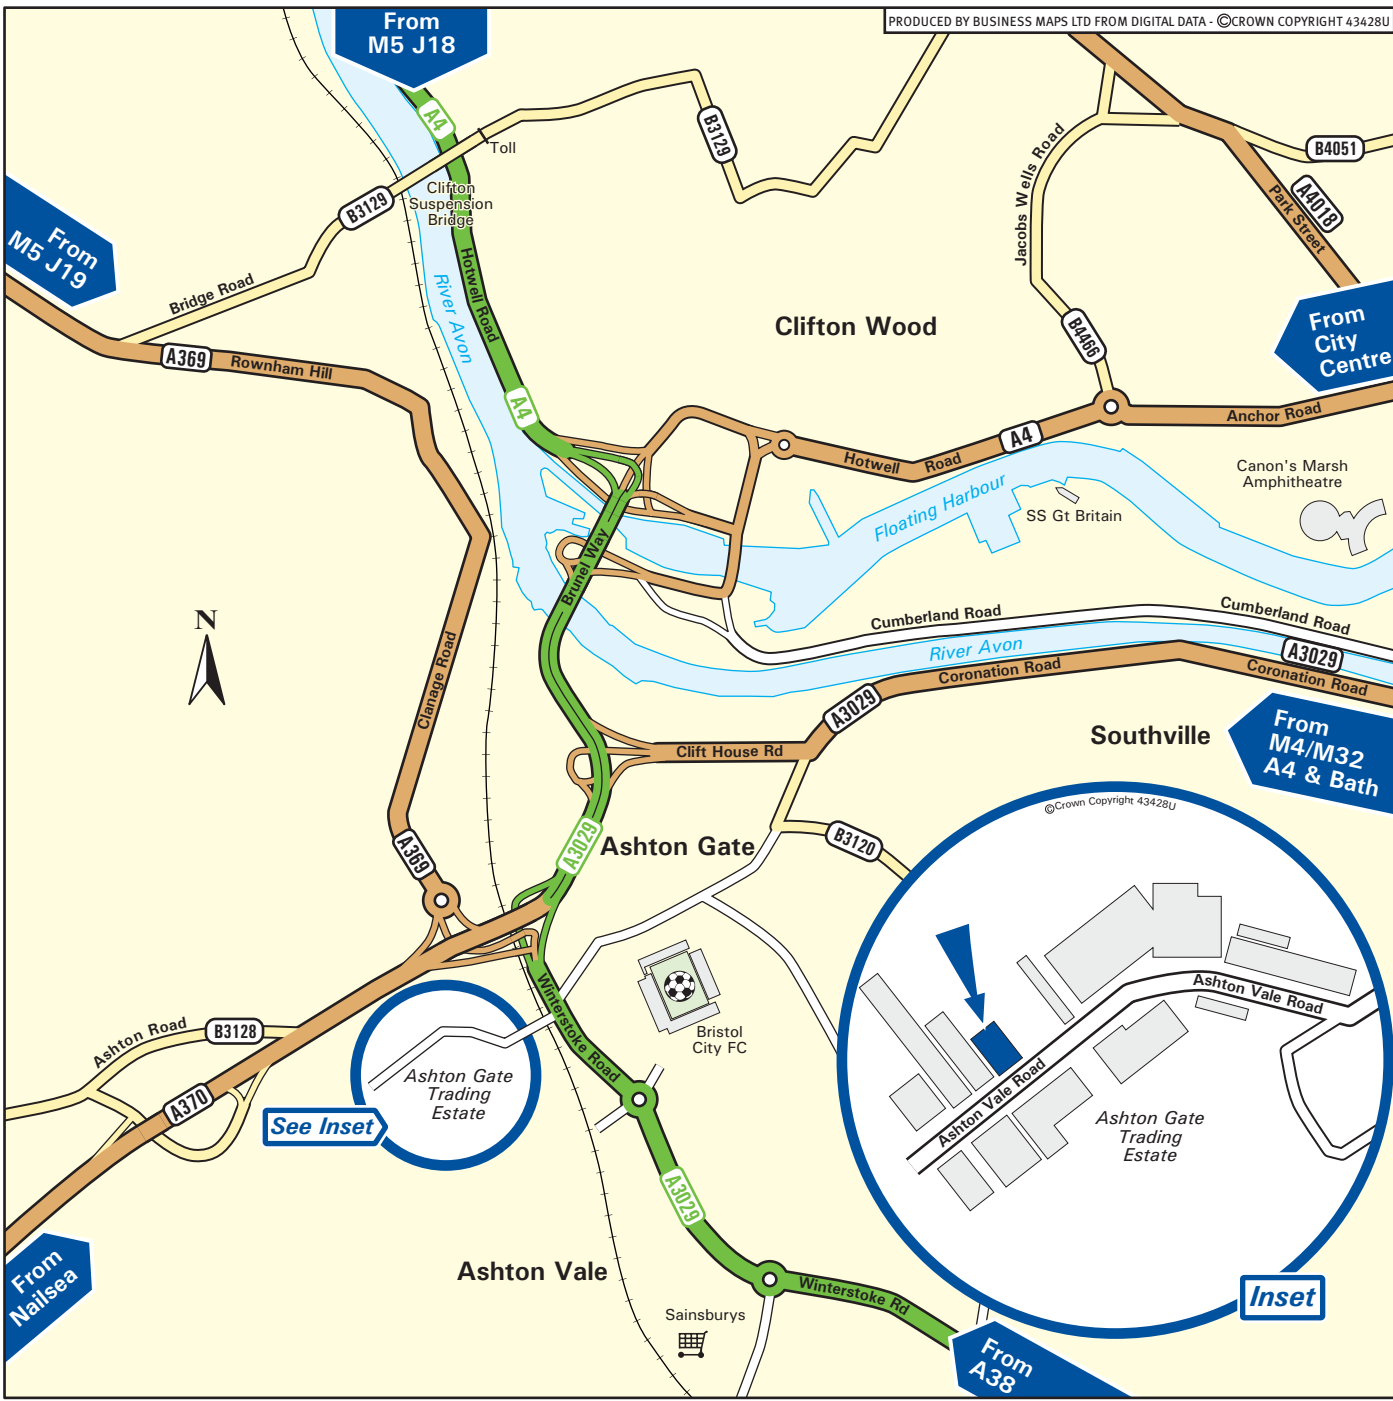 PRODUCED BY BUSINESS MAPS LTD FROM DIGITAL DATA - ©CROWN COPYRIGHT 43428U
From
M5 J18
A4
Toll
B3129
B3129
Clifton
Suspension
Bridge
Jacobs Wells Road
B4051
A4018
Park Street
From
M5 J19
Bridge Road
River Avon
Hotwell Road
Clifton Wood
B4466
From
City
Centre
A369
Rownham Hill
A4
Hotwell Road
A4
Anchor Road
Canon's Marsh
Amphitheatre
Floating Harbour
SS Gt Britain
Brunel Way
N
Clanage Road
Cumberland Road
Cumberland Road
River Avon
A3029
Coronation Road
Coronation Road
A3029
Clift House Rd
Southville
From
M4/M32
A4 & Bath
A3029
Ashton Gate
B3120
A369
©Crown Copyright 43428U
Winterstoke Road
Bristol
City FC
Ashton Road
B3128
A370
Ashton Gate
Trading
Estate
See Inset
Ashton Vale Road
Ashton Vale Road
Ashton Gate
Trading
Estate
Inset
A3029
Ashton Vale
From
Nailsea
Sainsburys
Winterstoke Rd
From
A38